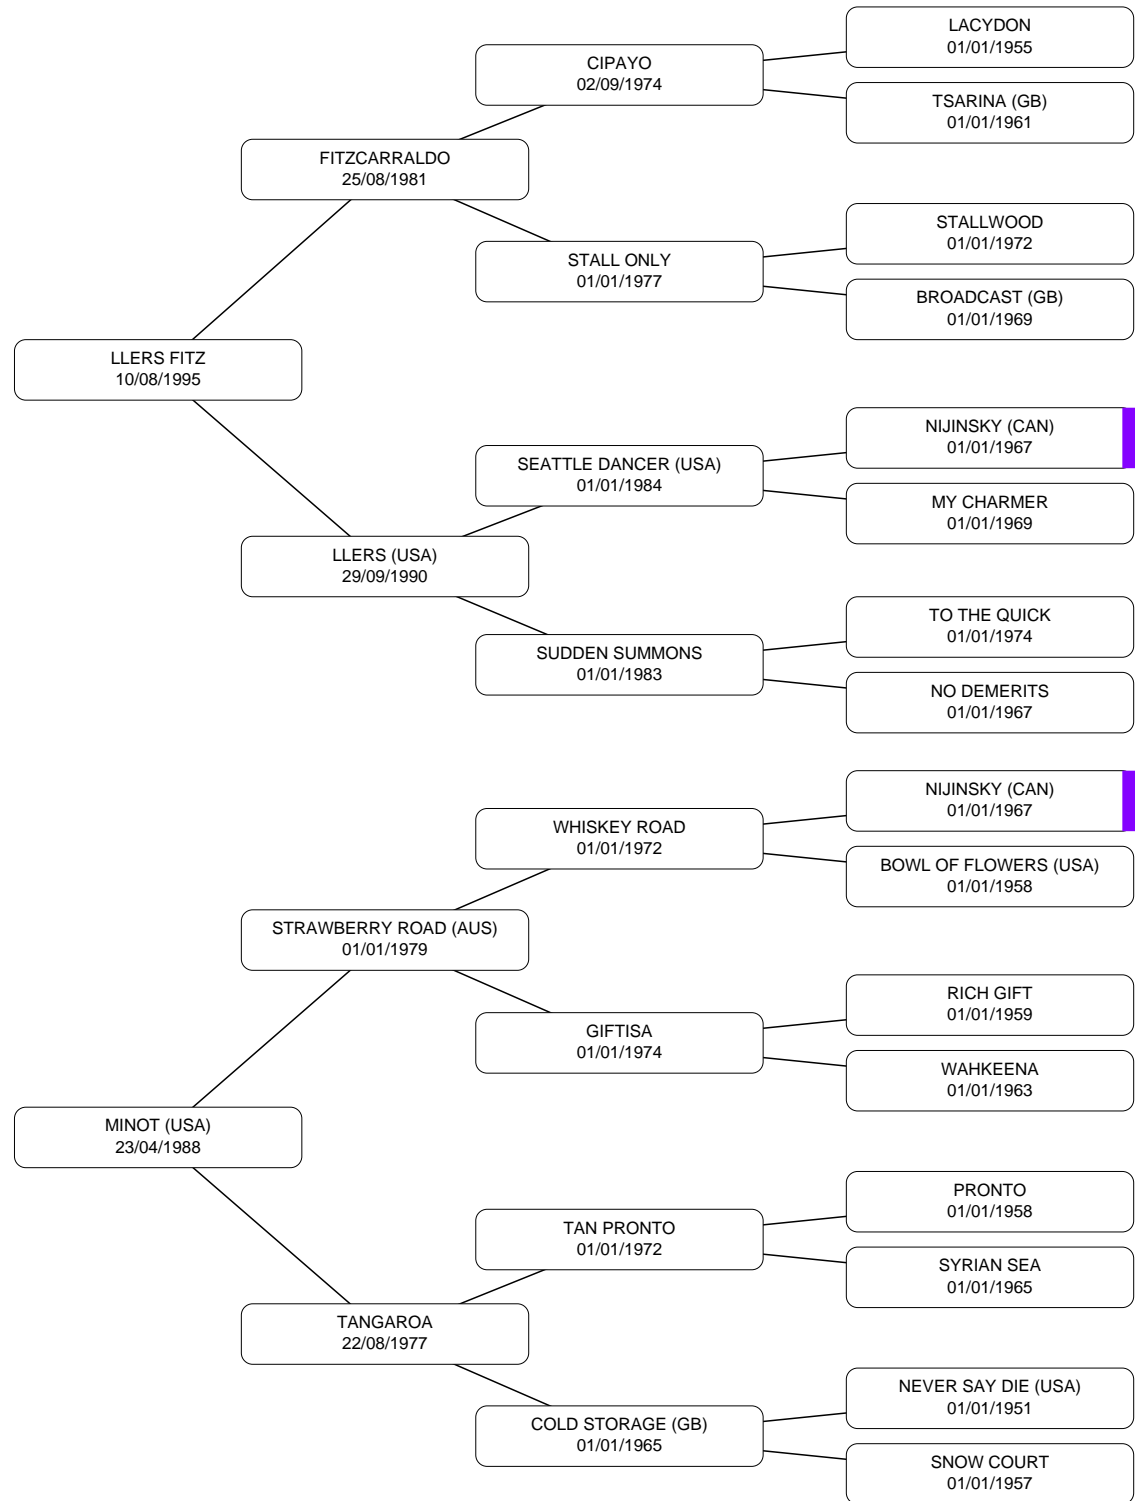 LACYDON
01/01/1955
CIPAYO
02/09/1974
TSARINA (GB)
01/01/1961
FITZCARRALDO
25/08/1981
STALLWOOD
01/01/1972
STALL ONLY
01/01/1977
BROADCAST (GB)
01/01/1969
LLERS FITZ
10/08/1995
NIJINSKY (CAN)
01/01/1967
SEATTLE DANCER (USA)
01/01/1984
MY CHARMER
01/01/1969
LLERS (USA)
29/09/1990
TO THE QUICK
01/01/1974
SUDDEN SUMMONS
01/01/1983
NO DEMERITS
01/01/1967
NIJINSKY (CAN)
01/01/1967
WHISKEY ROAD
01/01/1972
BOWL OF FLOWERS (USA)
01/01/1958
STRAWBERRY ROAD (AUS)
01/01/1979
RICH GIFT
01/01/1959
GIFTISA
01/01/1974
WAHKEENA
01/01/1963
MINOT (USA)
23/04/1988
PRONTO
01/01/1958
TAN PRONTO
01/01/1972
SYRIAN SEA
01/01/1965
TANGAROA
22/08/1977
NEVER SAY DIE (USA)
01/01/1951
COLD STORAGE (GB)
01/01/1965
SNOW COURT
01/01/1957